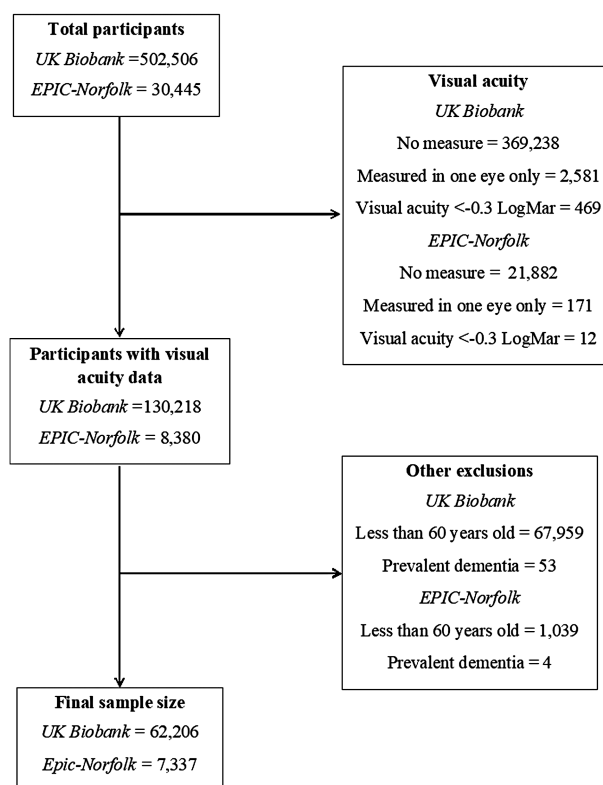 Total participants
UK Biobank =502,506
EPIC-Norfolk = 30,445
Visual acuity
UK Biobank
No measure = 369,238
Measured in one eye only = 2,581
Visual acuity <-0.3 LogMar = 469
EPIC-Norfolk
No measure = 21,882
Measured in one eye only = 171
Visual acuity <-0.3 LogMar = 12
Participants with visual
acuity data
UK Biobank =130,218
EPIC-Norfolk = 8,380
Other exclusions
UK Biobank
Less than 60 years old = 67,959
Prevalent dementia = 53
EPIC-Norfolk
Less than 60 years old = 1,039
Prevalent dementia = 4
Final sample size
UK Biobank = 62,206
Epic-Norfolk = 7,337